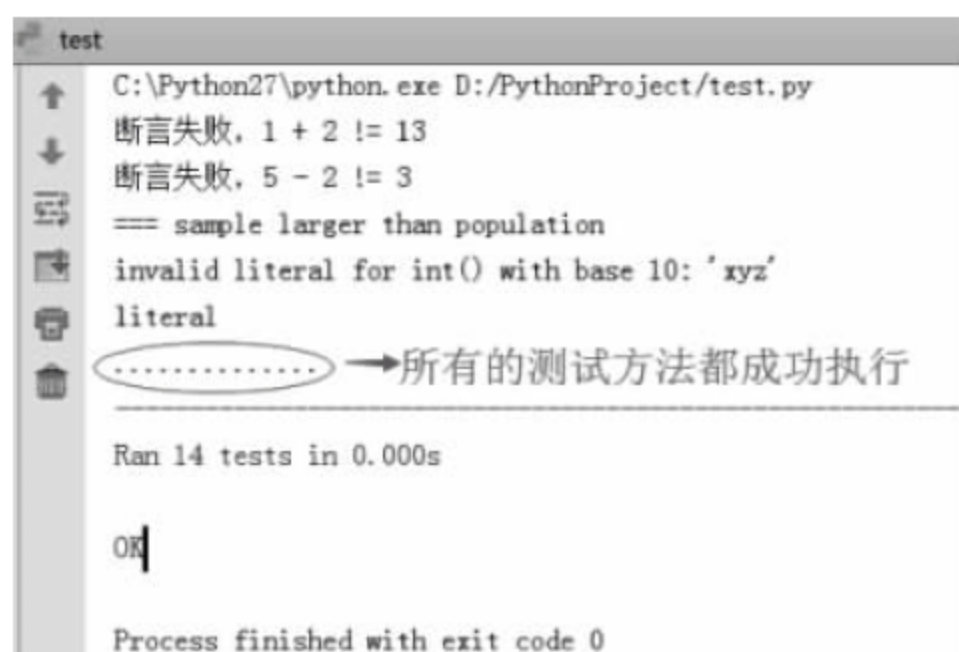 test
C:\Python27\python.exe D:/PythonProject/test.py
断言失败, 1 + 2 != 13
断言失败, 5 - 2 != 3
=== sample larger than population
invalid literal for int() with base 10: 'xyz'
literal
.............. 所有的测试方法都成功执行
----------------------------------------------------------------------
Ran 14 tests in 0.000s
OK
Process finished with exit code 0